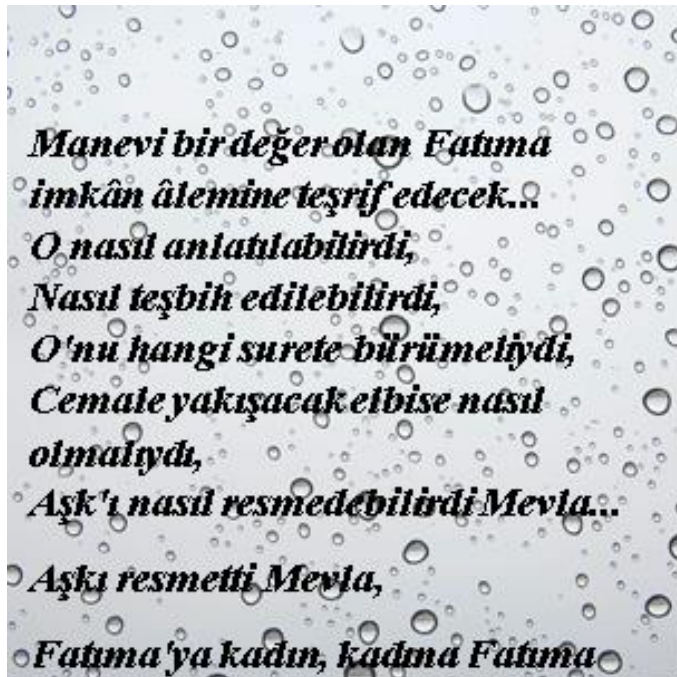 Manevi bir değer olan Fatıma
imkân âlemine teşrif edecek...
O nasıl anlatılabilirdi,
Nasıl teşbih edilebilirdi,
O'nu hangi surete bürümeliydi,
Cemale yakışacak elbise nasıl
olmalıydı,
Aşk'ı nasıl resmedebilirdi Mevla...
Aşkı resmetti Mevla,
Fatıma'ya kadın, kadına Fatıma